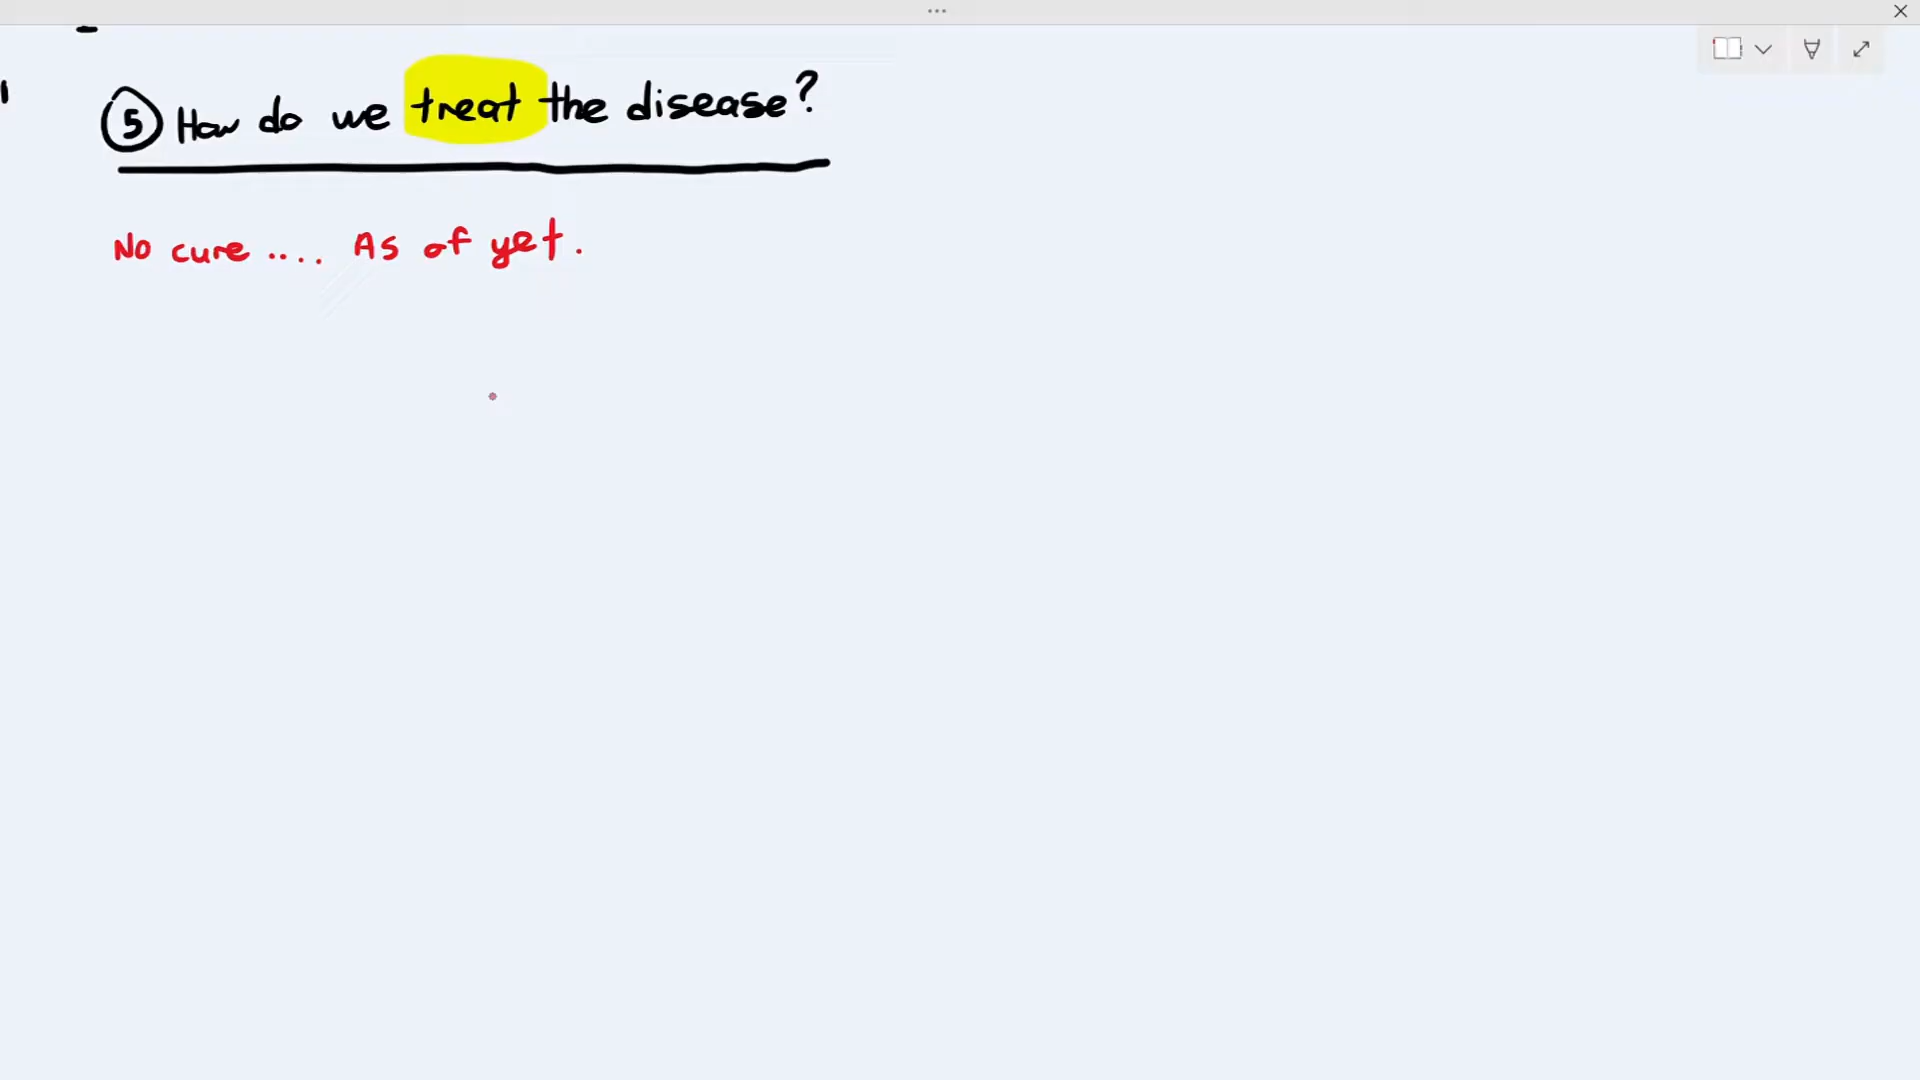 ⑤ How do we treat the disease?
No cure .... As of yet.